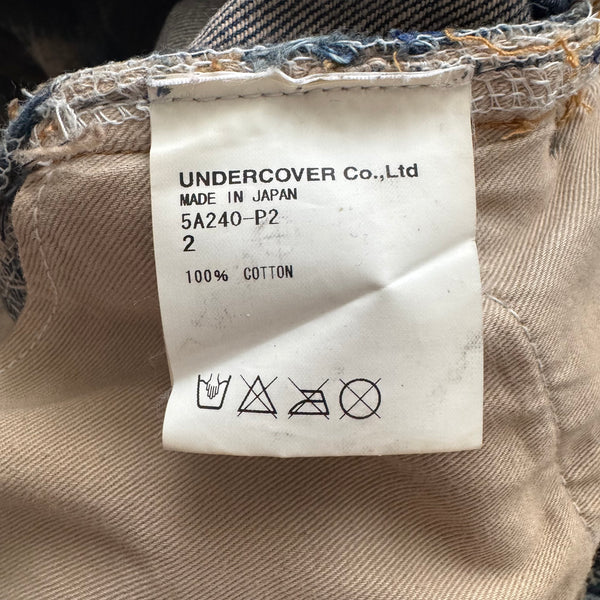 UNDERCOVER Co.,Ltd
MADE IN JAPAN
5A240-P2
2
100% COTTON